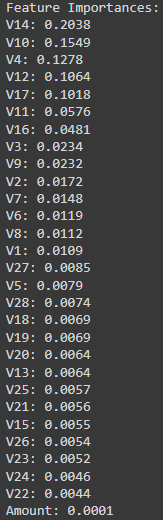 Feature Importances:
V14: 0.2038
V10: 0.1549
V4: 0.1278
V12: 0.1064
V17: 0.1018
V11: 0.0576
V16: 0.0481
V3: 0.0234
V9: 0.0232
V2: 0.0172
V7: 0.0148
V6: 0.0119
V8: 0.0112
V1: 0.0109
V27: 0.0085
V5: 0.0079
V28: 0.0074
V18: 0.0069
V19: 0.0069
V20: 0.0064
V13: 0.0064
V25: 0.0057
V21: 0.0056
V15: 0.0055
V26: 0.0054
V23: 0.0052
V24: 0.0046
V22: 0.0044
Amount: 0.0001